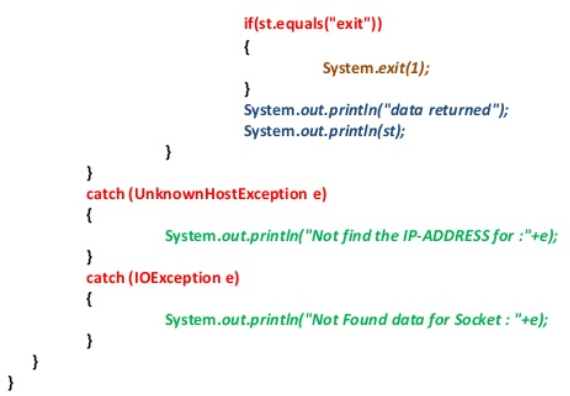 if(st.equals("exit"))
{
System.exit(1);
}
System.out.println("data returned");
System.out.println(st);
}
}
catch (UnknownHostException e)
{
System.out.println("Not find the IP-ADDRESS for :"+e);
}
catch (IOException e)
{
System.out.println("Not Found data for Socket : "+e);
}
}
}